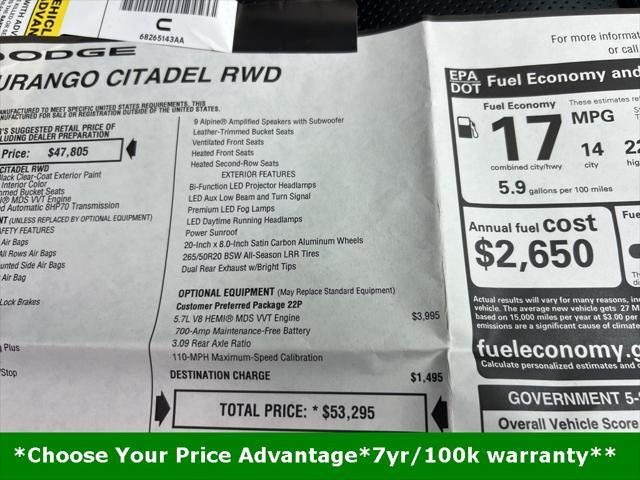 WITH ADV
VEHICLE
C
68265143AA
DODGE
URANGO CITADEL RWD
For more informat
or call
MANUFACTURED TO MEET SPECIFIC UNITED STATES REQUIREMENTS. THIS
MANUFACTURED FOR SALE OR REGISTRATION OUTSIDE OF THE UNITED STATES.
R'S SUGGESTED RETAIL PRICE OF
CLUDING DEALER PREPARATION
Price: $47,805
CITADEL RWD
Black Clear-Coat Exterior Paint
Interior Color
mmed Bucket Seats
MI® MDS VVT Engine
ed Automatic 8HP70 Transmission
NT (UNLESS REPLACED BY OPTIONAL EQUIPMENT)
AFETY FEATURES
Air Bags
All Rows Air Bags
unted Side Air Bags
Air Bag
Lock Brakes
Plus
/Stop
9 Alpine® Amplified Speakers with Subwoofer
Leather-Trimmed Bucket Seats
Ventilated Front Seats
Heated Front Seats
Heated Second-Row Seats
EXTERIOR FEATURES
Bi-Function LED Projector Headlamps
LED Aux Low Beam and Turn Signal
Premium LED Fog Lamps
LED Daytime Running Headlamps
Power Sunroof
20-Inch x 8.0-Inch Satin Carbon Aluminum Wheels
265/50R20 BSW All-Season LRR Tires
Dual Rear Exhaust w/Bright Tips
OPTIONAL EQUIPMENT (May Replace Standard Equipment)
Customer Preferred Package 22P
5.7L V8 HEMI® MDS VVT Engine $3,995
700-Amp Maintenance-Free Battery
3.09 Rear Axle Ratio
110-MPH Maximum-Speed Calibration
DESTINATION CHARGE $1,495
TOTAL PRICE: * $53,295
EPA
DOT Fuel Economy and
Fuel Economy
These estimates re
17 MPG
14
22
combined city/hwy
city
hig
5.9 gallons per 100 miles
Annual fuel cost
$2,650
Fue
Actual results will vary for many reasons, in
vehicle. The average new vehicle gets 27 M
based on 15,000 miles per year at $3.00 per
emissions are a significant cause of climate
fueleconomy.g
Calculate personalized estimates and c
GOVERNMENT 5-S
Overall Vehicle Score
*Choose Your Price Advantage*7yr/100k warranty**